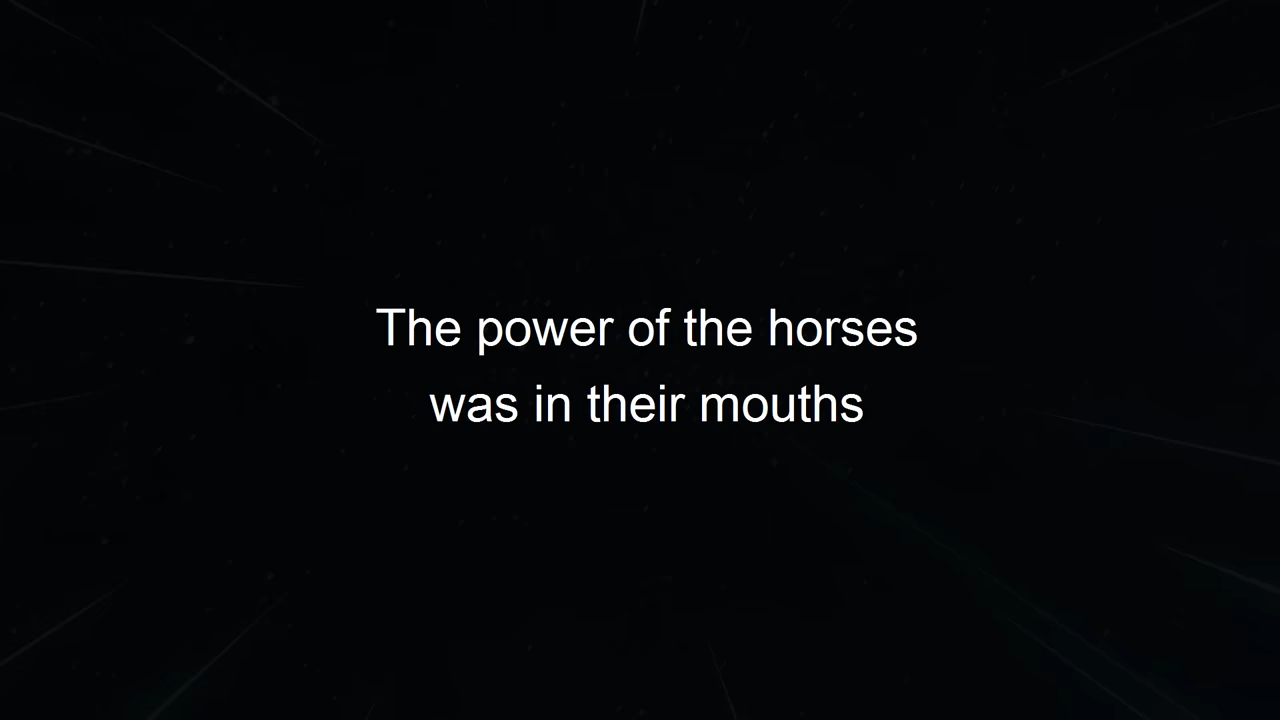 The power of the horses
was in their mouths